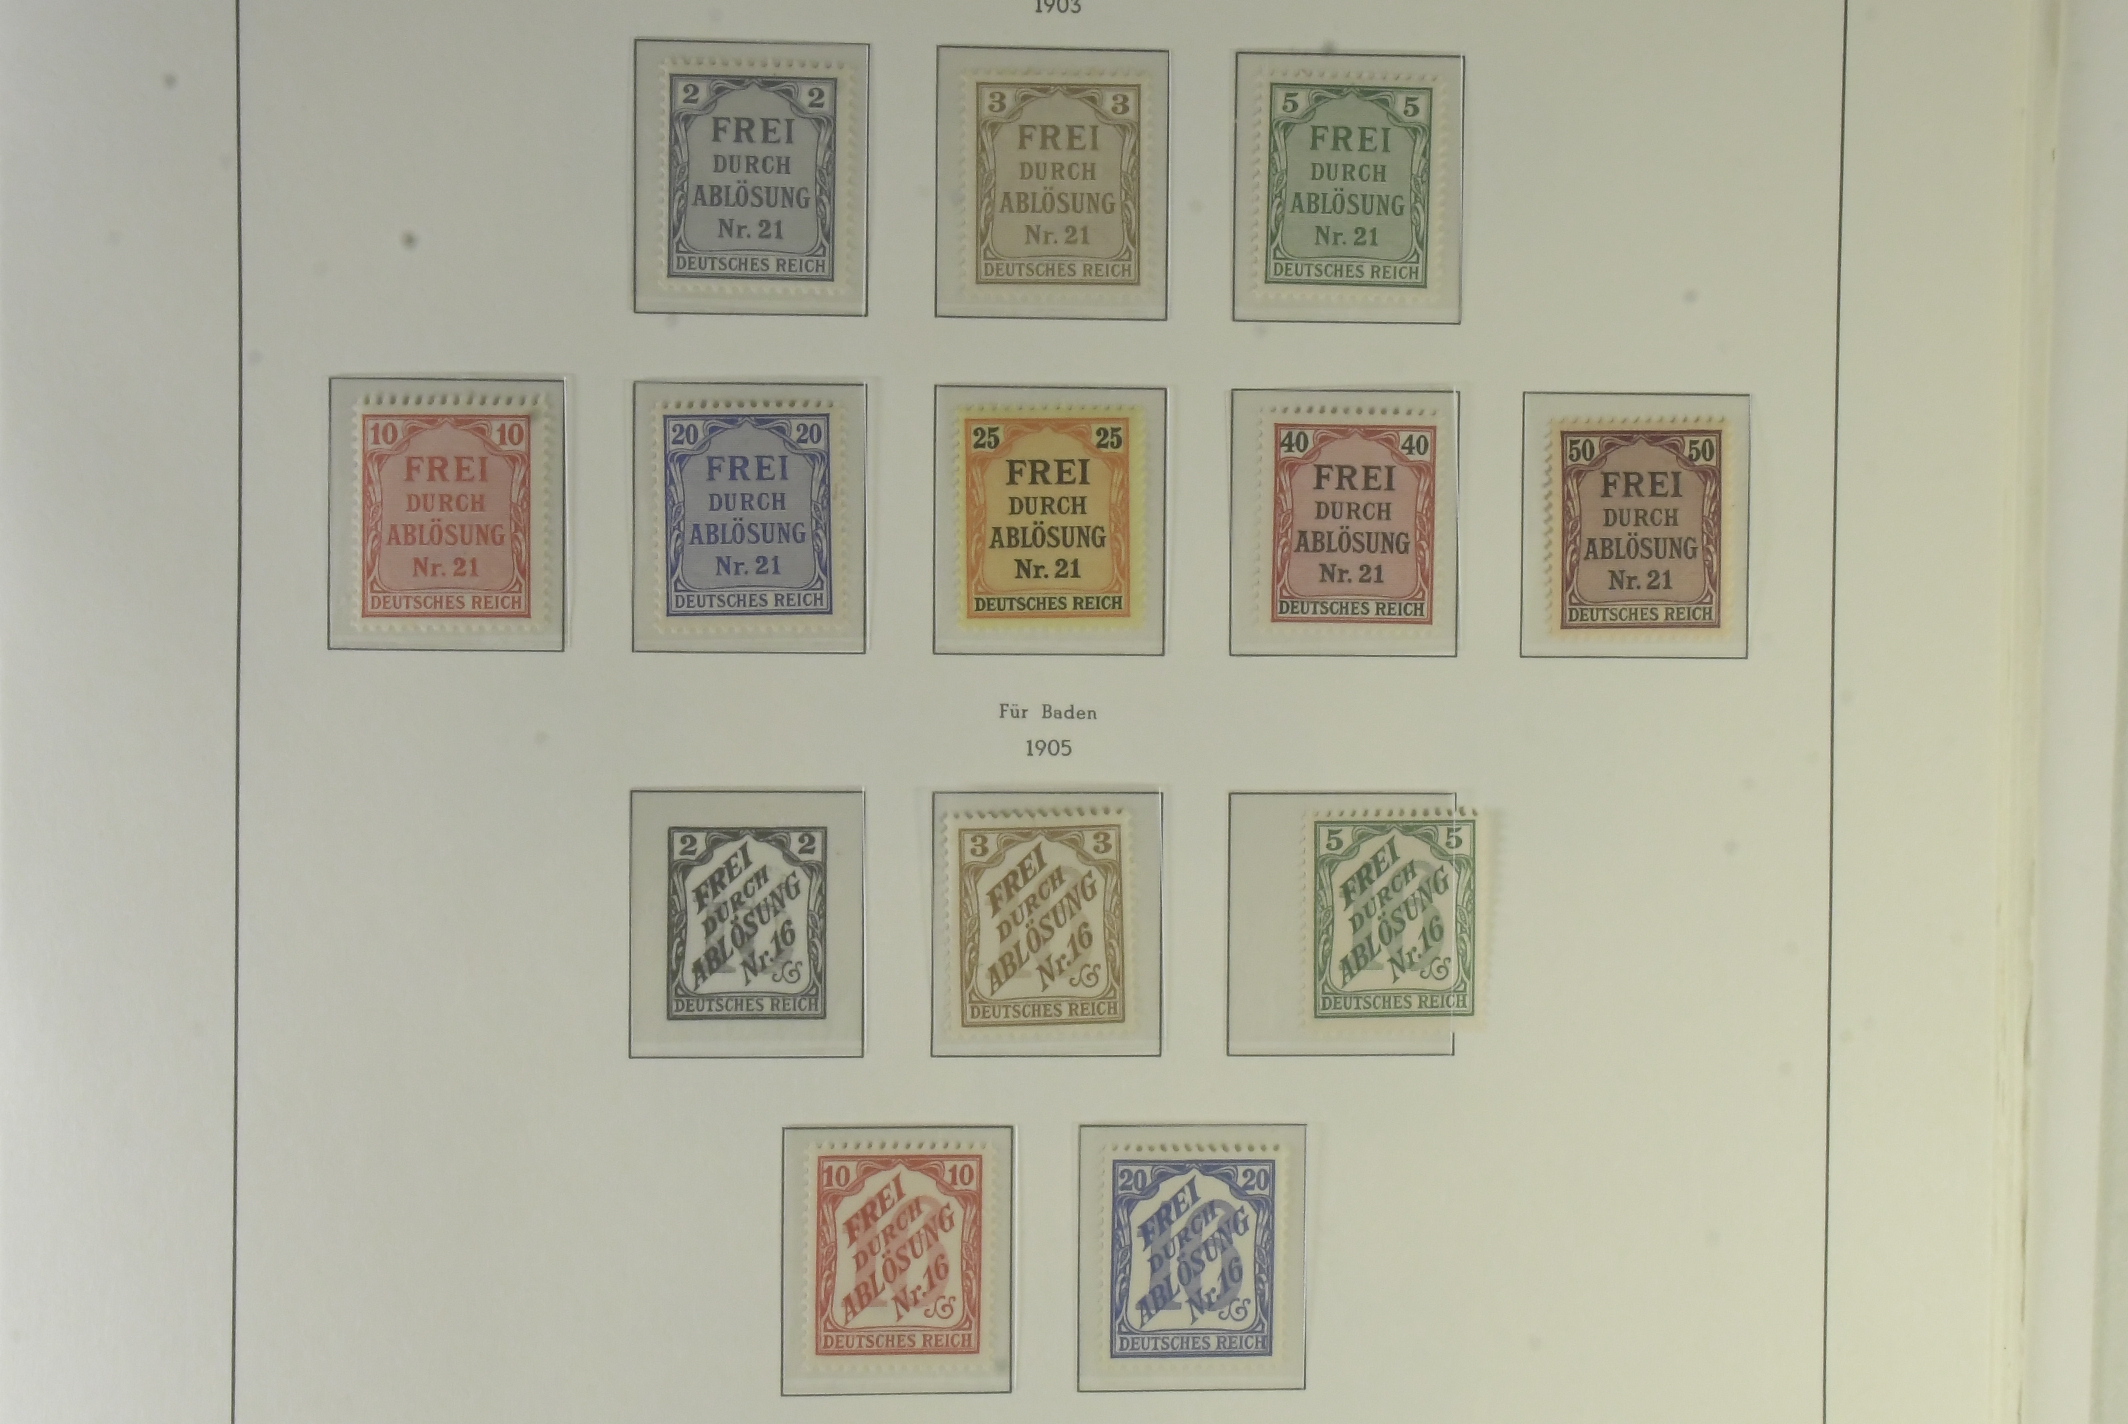 1903
2 2
FREI
DURCH
ABLÖSUNG
Nr. 21
DEUTSCHES REICH
3 3
FREI
DURCH
ABLÖSUNG
Nr. 21
DEUTSCHES REICH
5 5
FREI
DURCH
ABLÖSUNG
Nr. 21
DEUTSCHES REICH
10 10
FREI
DURCH
ABLÖSUNG
Nr. 21
DEUTSCHES REICH
20 20
FREI
DURCH
ABLÖSUNG
Nr. 21
DEUTSCHES REICH
25 25
FREI
DURCH
ABLÖSUNG
Nr. 21
DEUTSCHES REICH
40 40
FREI
DURCH
ABLÖSUNG
Nr. 21
DEUTSCHES REICH
50 50
FREI
DURCH
ABLÖSUNG
Nr. 21
DEUTSCHES REICH
Für Baden
1905
2 2
FREI
DURCH
ABLÖSUNG
Nr. 16
DEUTSCHES REICH
3 3
FREI
DURCH
ABLÖSUNG
Nr. 16
DEUTSCHES REICH
5 5
FREI
DURCH
ABLÖSUNG
Nr. 16
DEUTSCHES REICH
10 10
FREI
DURCH
ABLÖSUNG
Nr. 16
DEUTSCHES REICH
20 20
FREI
DURCH
ABLÖSUNG
Nr. 16
DEUTSCHES REICH